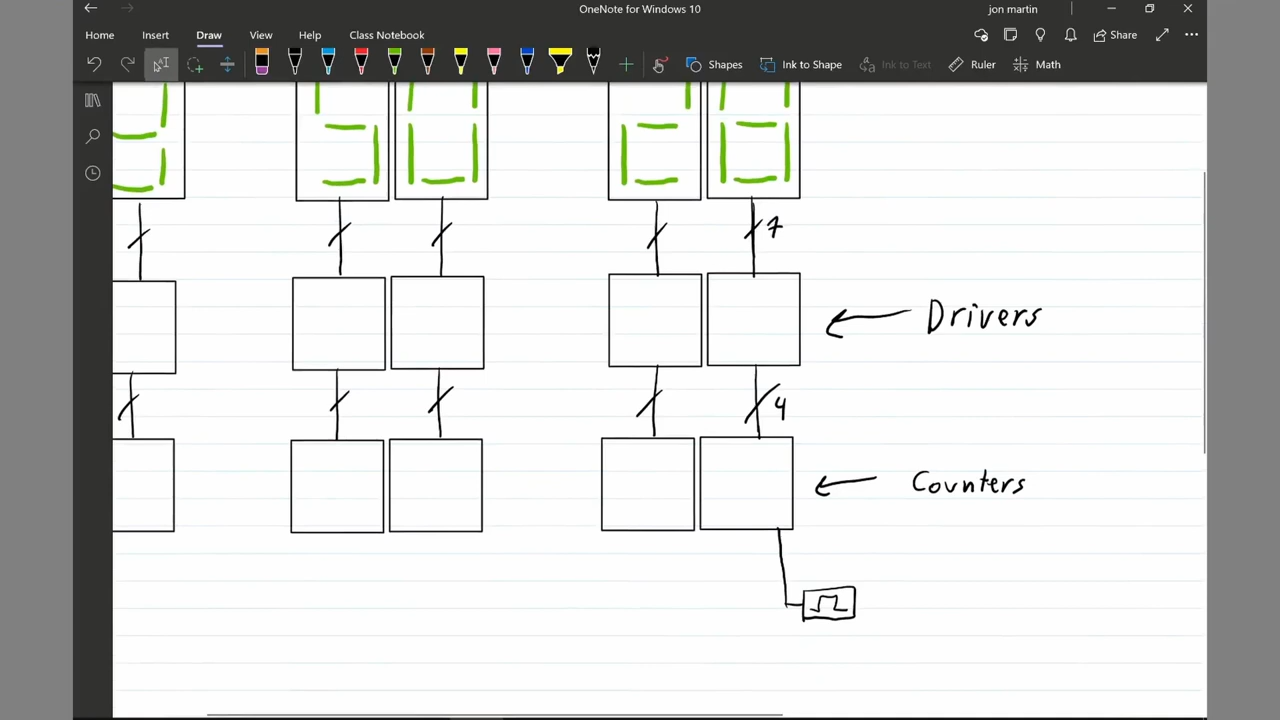 OneNote for Windows 10
jon martin
Home Insert Draw View Help Class Notebook
Share
Shapes Ink to Shape Ink to Text Ruler Math
7
Drivers
4
Counters